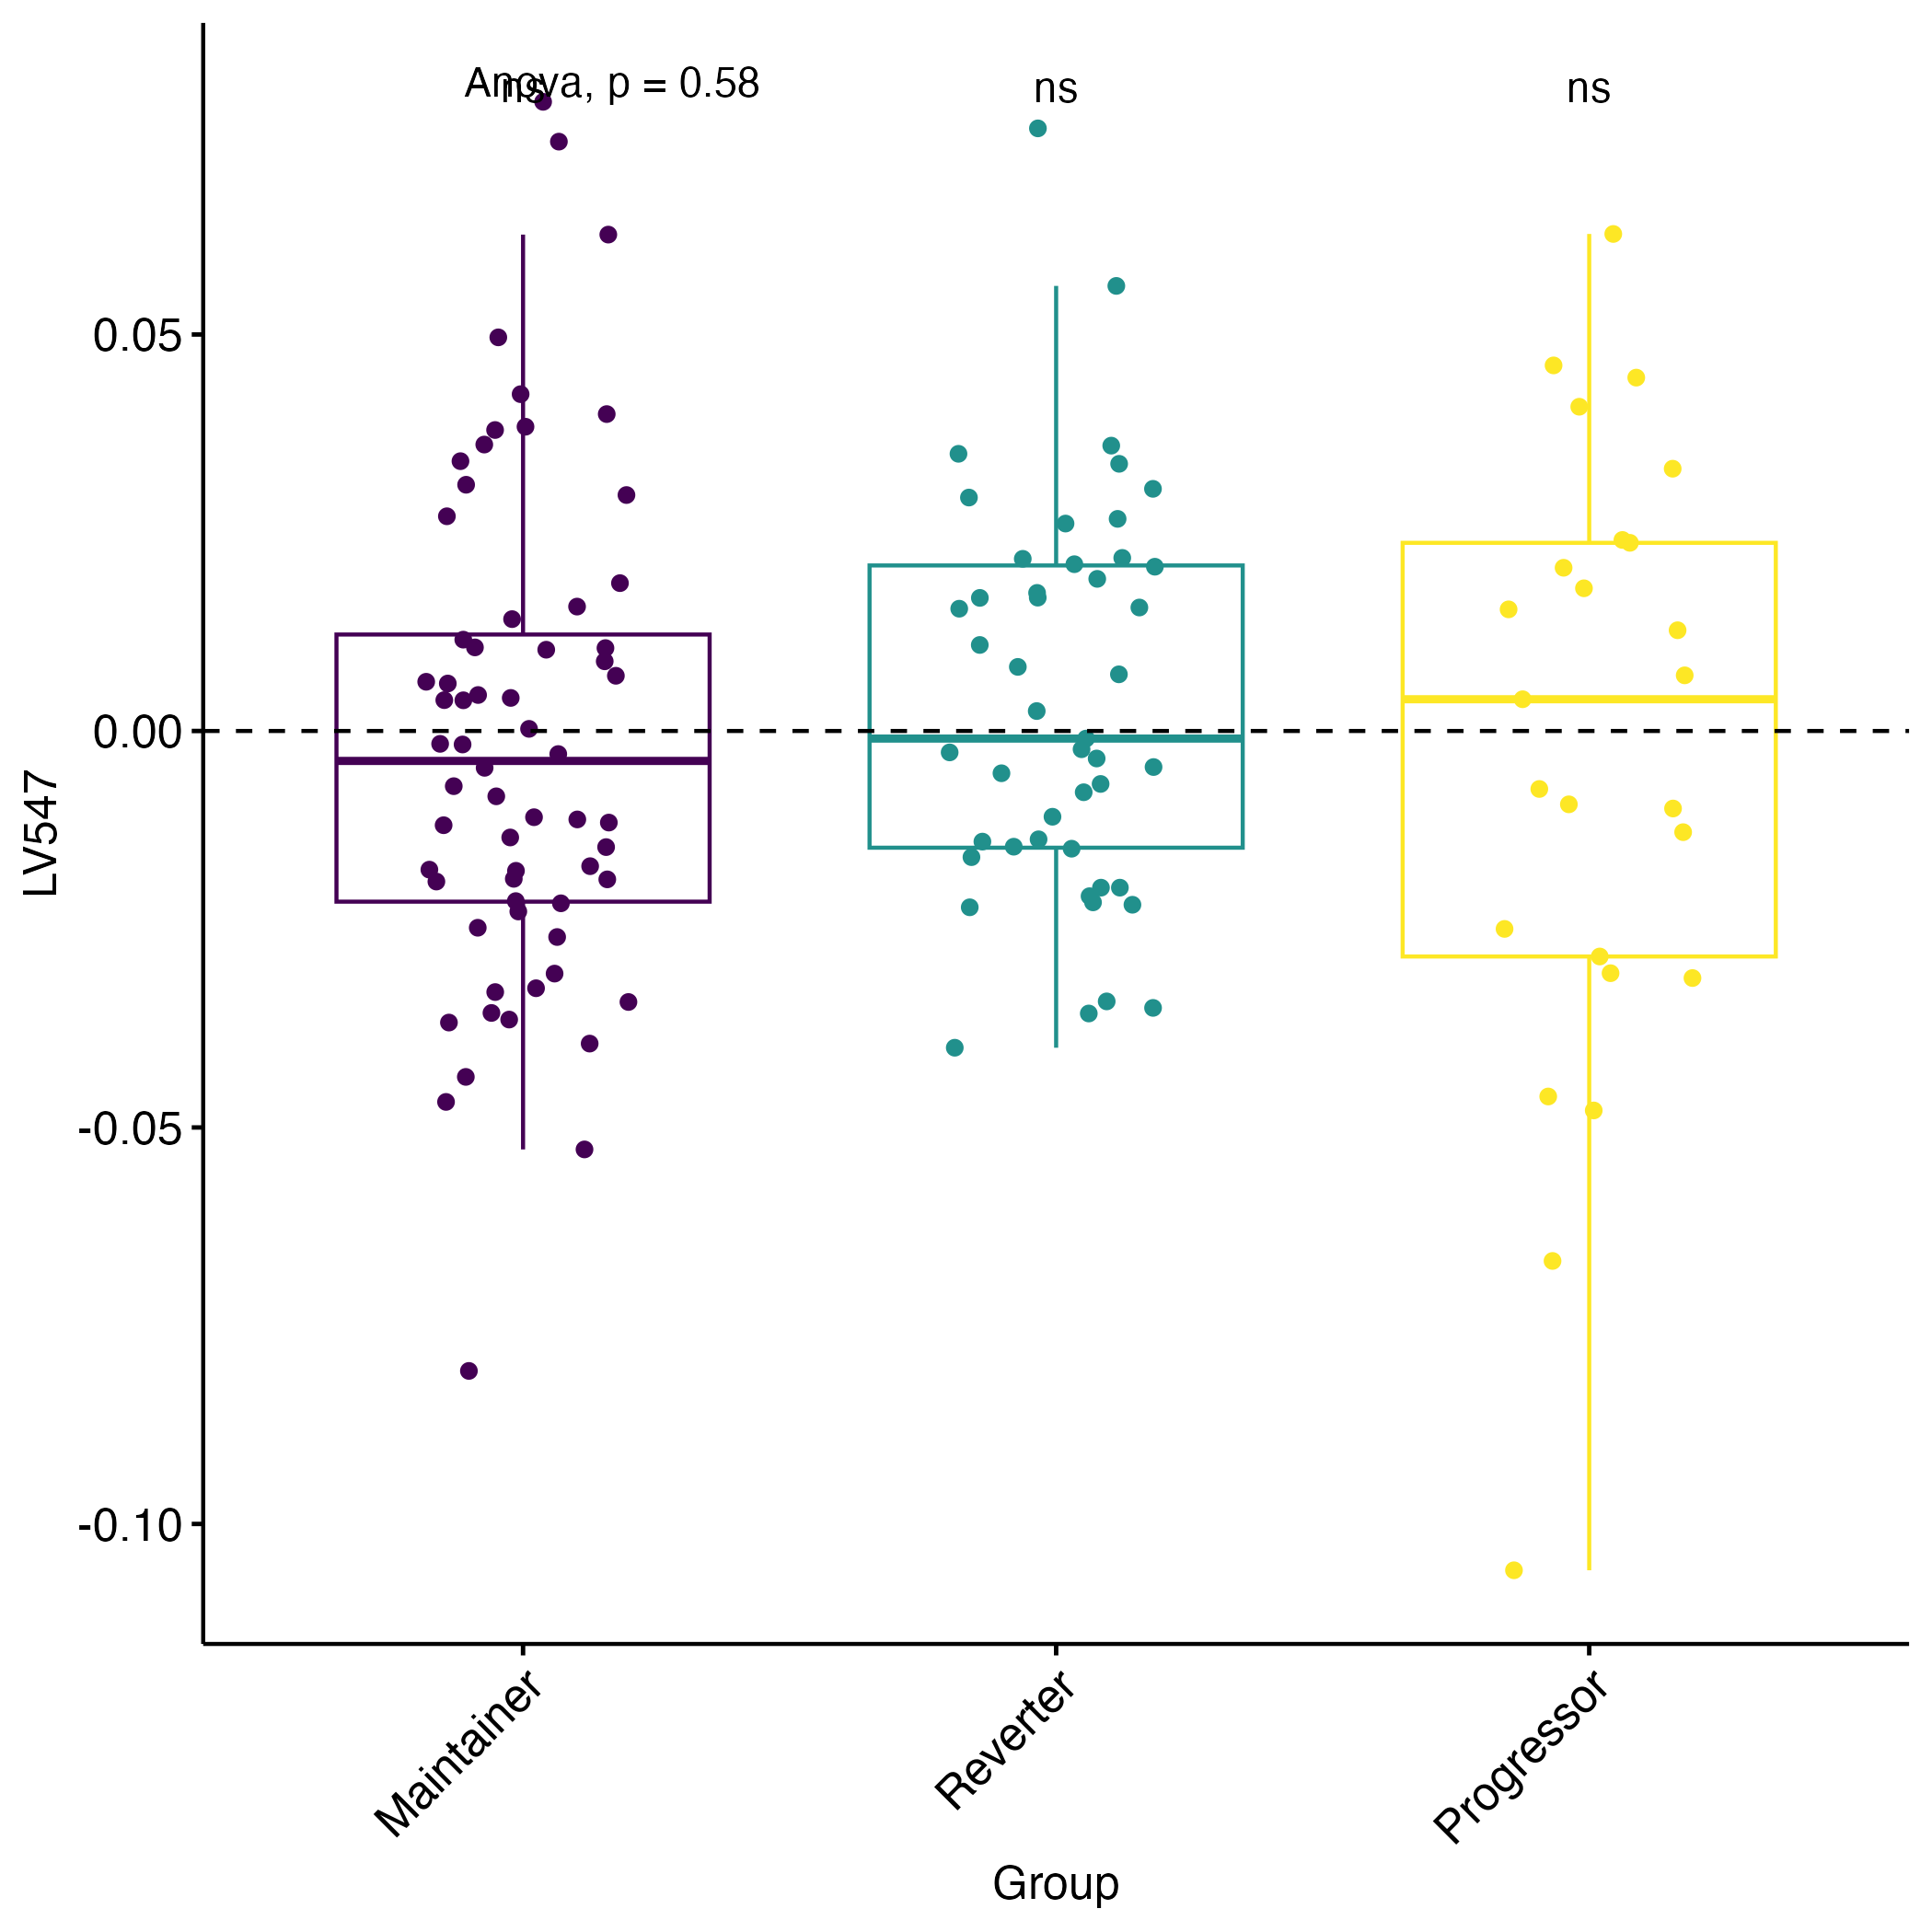 Anova, p = 0.58
ns
ns
ns
0.05
0.00
-0.05
-0.10
LV547
Maintainer
Reverter
Progressor
Group